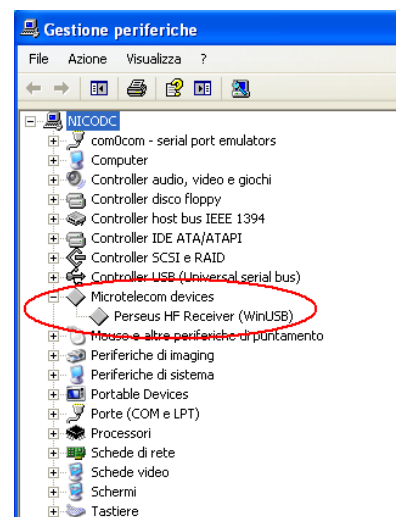 Gestione periferiche
File Azione Visualizza ?
NICODC
com0com - serial port emulators
Computer
Controller audio, video e giochi
Controller disco floppy
Controller host bus IEEE 1394
Controller IDE ATA/ATAPI
Controller SCSI e RAID
Controller USB (Universal serial bus)
Microtelecom devices
Perseus HF Receiver (WinUSB)
Mouse e altre periferiche di puntamento
Periferiche di imaging
Periferiche di sistema
Portable Devices
Porte (COM e LPT)
Processori
Schede di rete
Schede video
Schermi
Tastiere